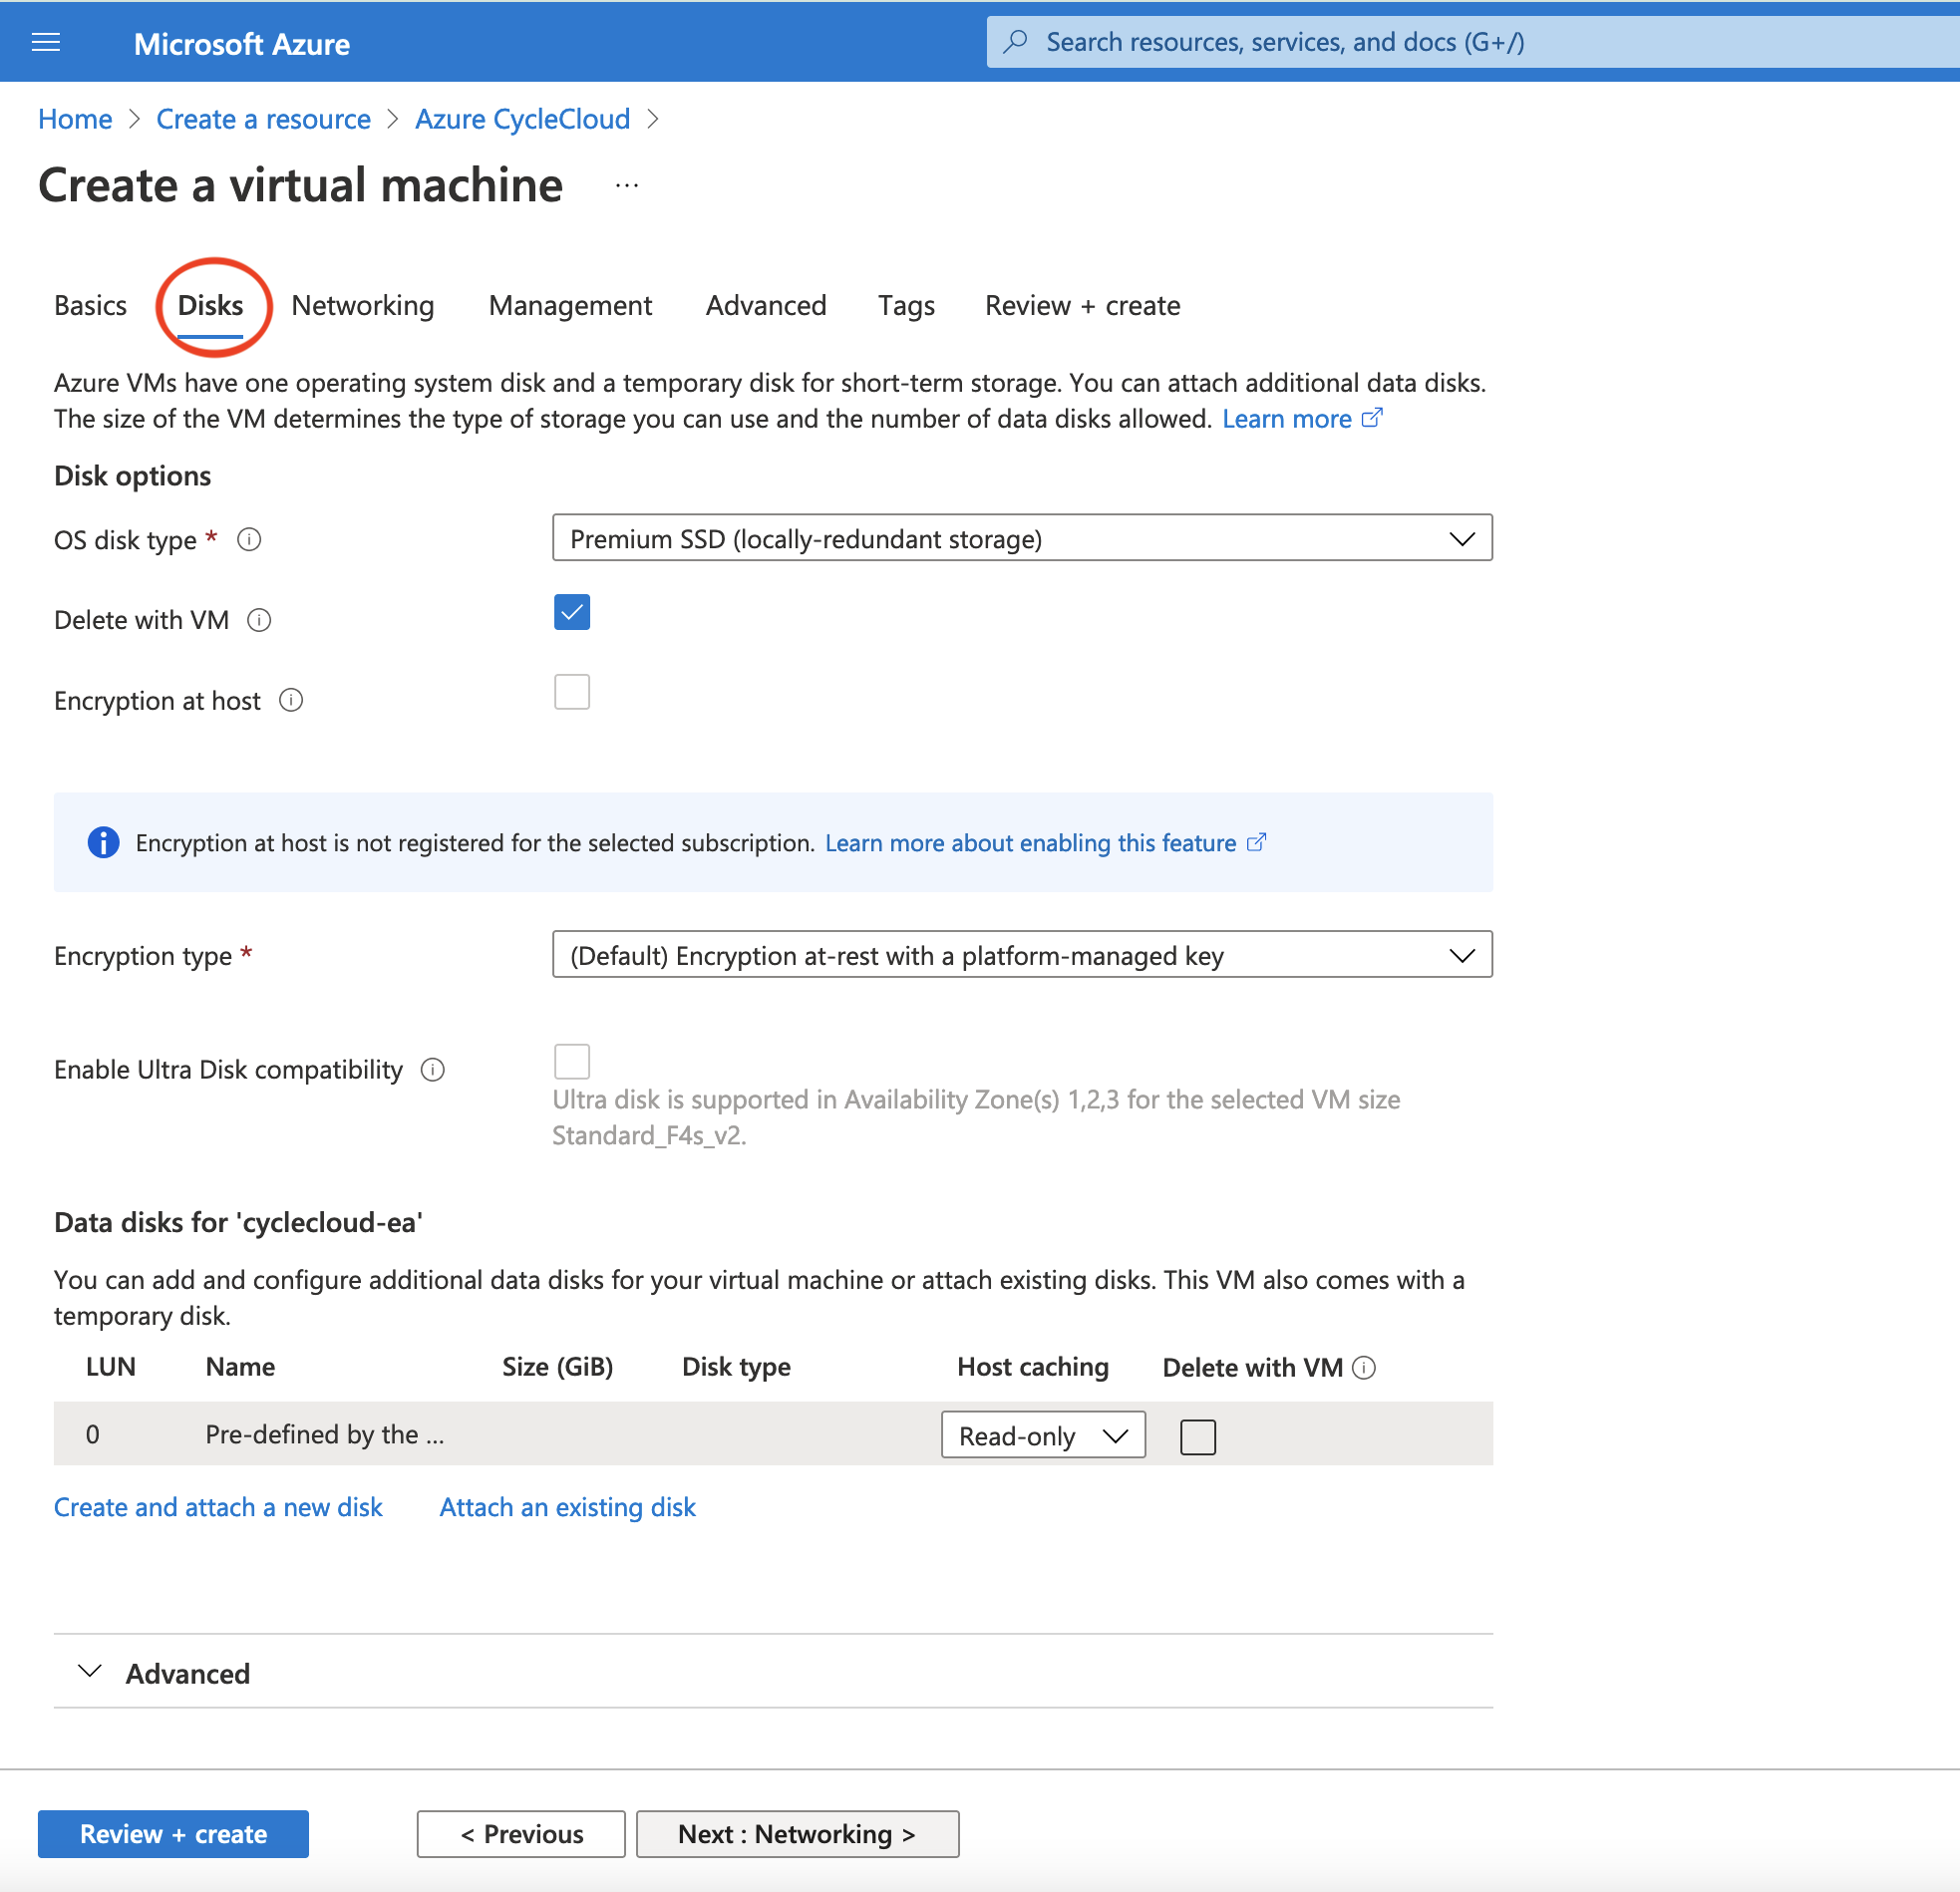 Microsoft Azure
Search resources, services, and docs (G+/)
Home > Create a resource > Azure CycleCloud >
Create a virtual machine ...
Basics Disks Networking Management Advanced Tags Review + create
Azure VMs have one operating system disk and a temporary disk for short-term storage. You can attach additional data disks.
The size of the VM determines the type of storage you can use and the number of data disks allowed. Learn more
Disk options
OS disk type * Premium SSD (locally-redundant storage)
Delete with VM
Encryption at host
Encryption at host is not registered for the selected subscription. Learn more about enabling this feature
Encryption type * (Default) Encryption at-rest with a platform-managed key
Enable Ultra Disk compatibility
Ultra disk is supported in Availability Zone(s) 1,2,3 for the selected VM size
Standard_F4s_v2.
Data disks for 'cyclecloud-ea'
You can add and configure additional data disks for your virtual machine or attach existing disks. This VM also comes with a
temporary disk.
LUN Name Size (GiB) Disk type Host caching Delete with VM
0 Pre-defined by the ... Read-only
Create and attach a new disk Attach an existing disk
Advanced
Review + create < Previous Next : Networking >